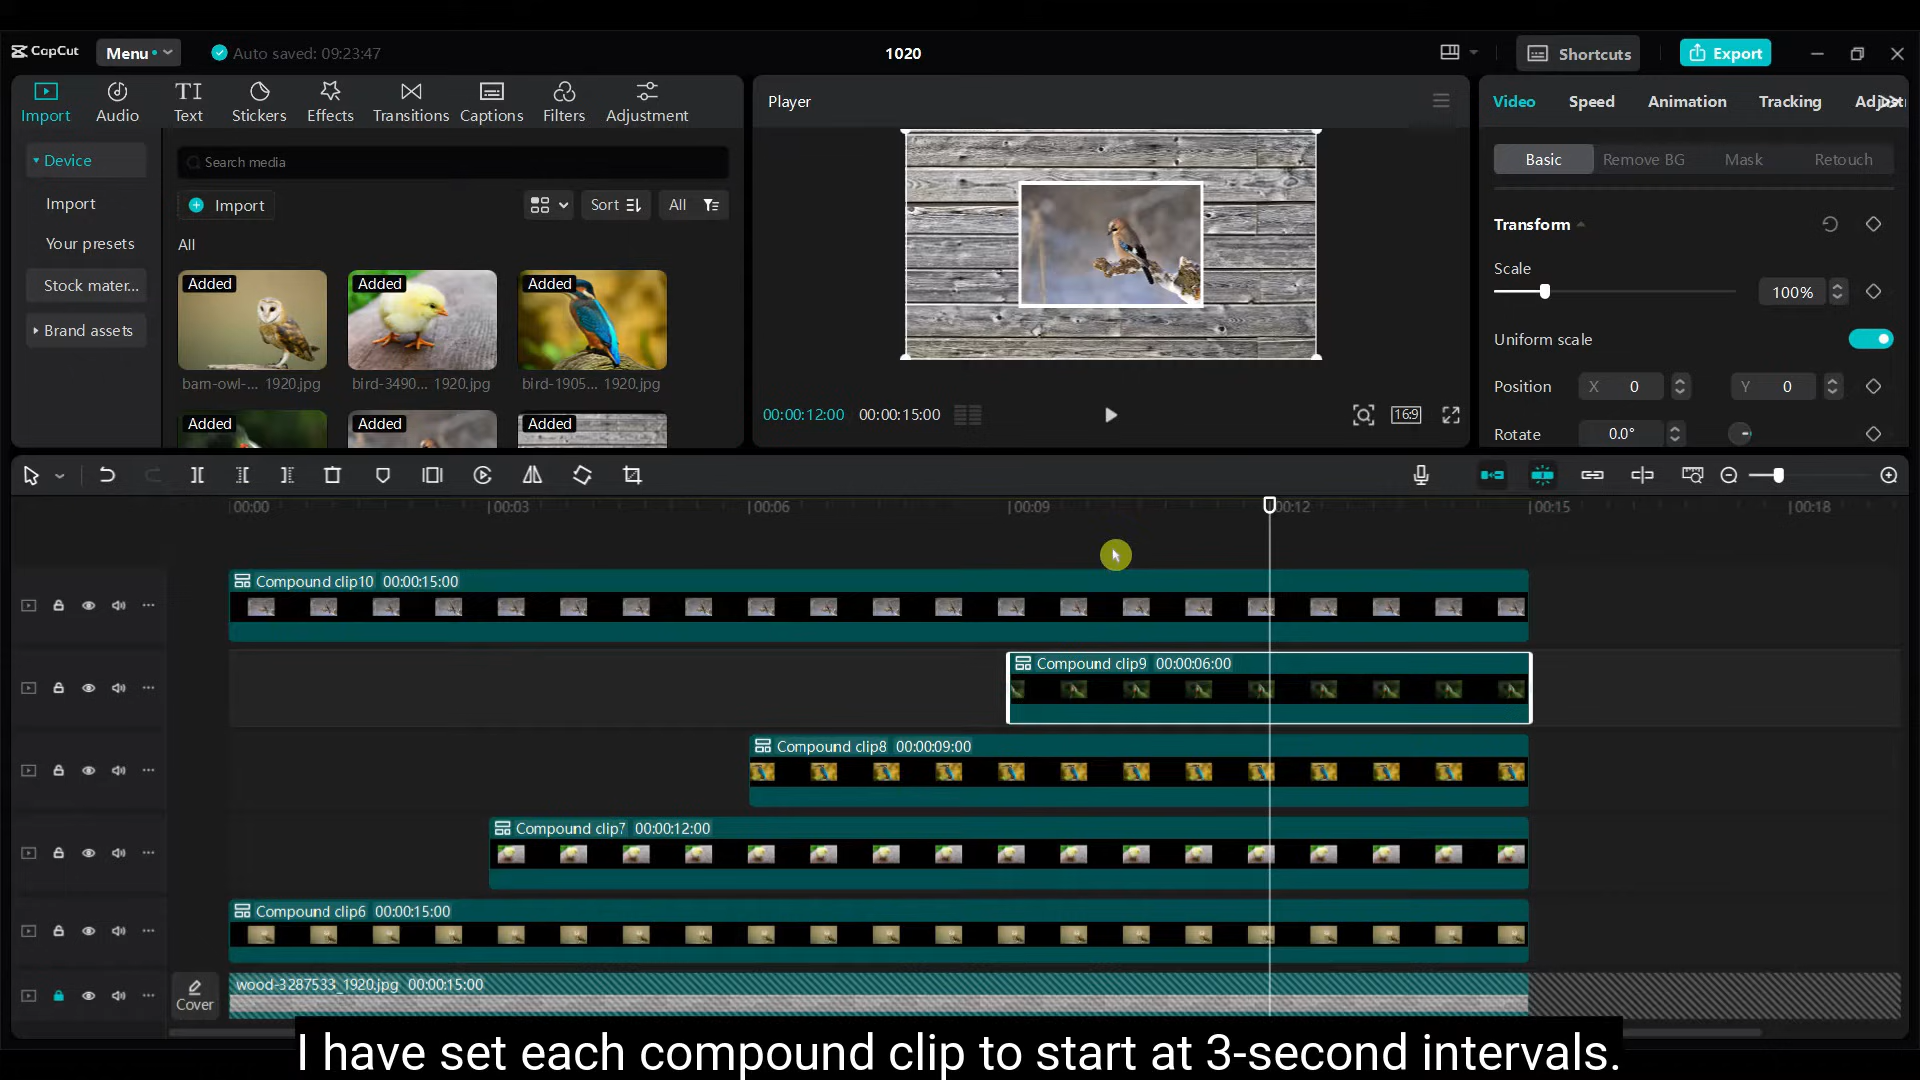 CapCut
Menu
Auto saved: 09:23:47
1020
Shortcuts
Export
Import
Audio
TI
Text
Stickers
Effects
Transitions
Captions
Filters
Adjustment
Device
Import
Your presets
Stock mater...
Brand assets
Search media
Import
Sort
All
All
Added
Added
Added
barn-owl-... 1920.jpg
bird-3490... 1920.jpg
bird-1905... 1920.jpg
Added
Added
Added
Player
00:00:12:00
00:00:15:00
16:9
Video
Speed
Animation
Tracking
Basic
Remove BG
Mask
Retouch
Transform
Scale
100%
Uniform scale
Position
X 0
Y 0
Rotate
0.0°
00:00
00:03
00:06
00:09
00:12
00:15
00:18
Compound clip10 00:00:15:00
Compound clip9 00:00:06:00
Compound clip8 00:00:09:00
Compound clip7 00:00:12:00
Compound clip6 00:00:15:00
Cover
wood-3287533_1920.jpg 00:00:15:00
I have set each compound clip to start at 3-second intervals.